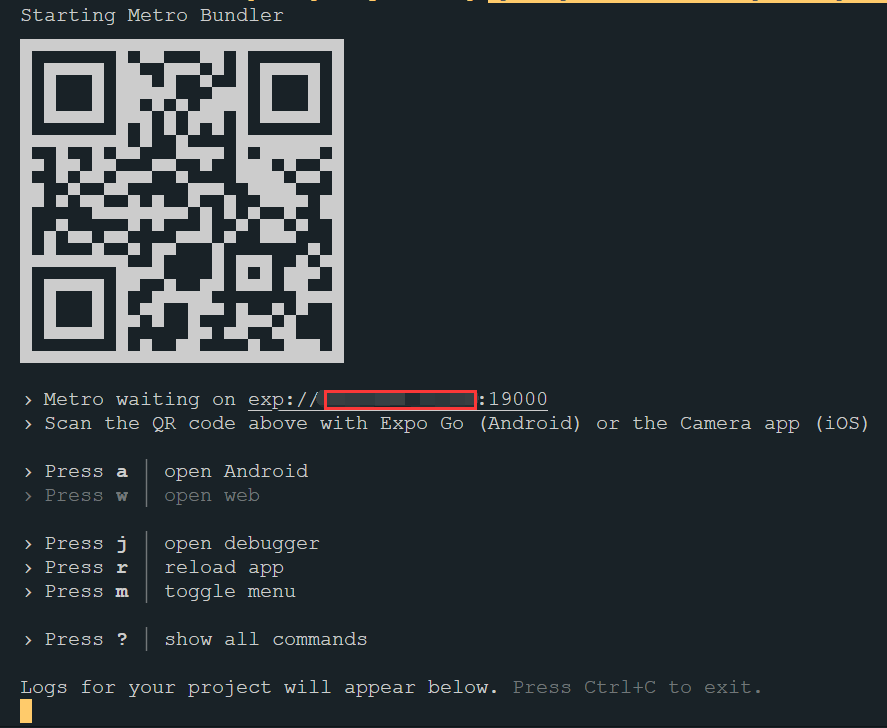 Starting Metro Bundler
› Metro waiting on exp:// :19000
› Scan the QR code above with Expo Go (Android) or the Camera app (iOS)
› Press a │ open Android
› Press w │ open web
› Press j │ open debugger
› Press r │ reload app
› Press m │ toggle menu
› Press ? │ show all commands
Logs for your project will appear below. Press Ctrl+C to exit.